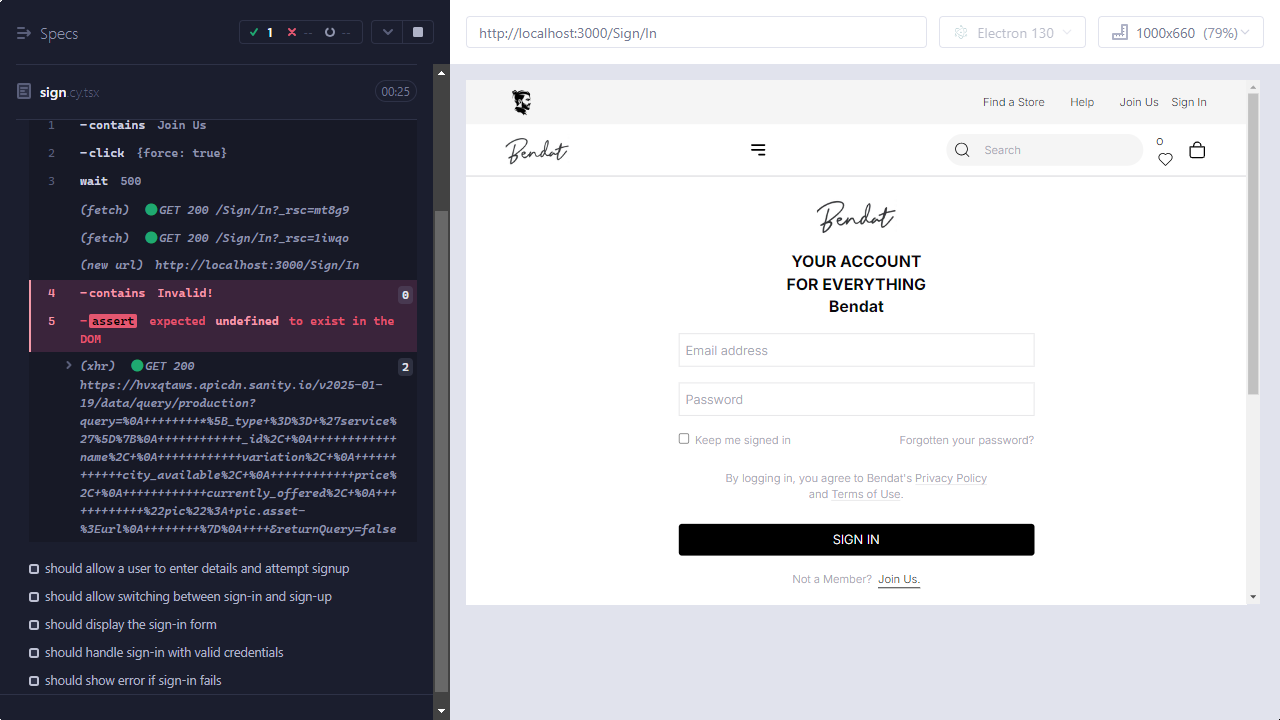 Specs
1
--
--
sign.cy.tsx
00:25
1 -contains Join Us
2 -click {force: true}
3 wait 500
(fetch) GET 200 /Sign/In?_rsc=mt8g9
(fetch) GET 200 /Sign/In?_rsc=1iwqo
(new url) http://localhost:3000/Sign/In
4 -contains Invalid! 0
5 -assert expected undefined to exist in the
DOM
(xhr) GET 200 2
https://hvxqtaws.apicdn.sanity.io/v2025-01-
19/data/query/production?
query=%0A++++++++*%5B_type+%3D%3D+%27service%
27%5D%7B%0A++++++++++++_id%2C+%0A++++++++++++
name%2C+%0A++++++++++++variation%2C+%0A++++++
++++++city_available%2C+%0A++++++++++++price%
2C+%0A++++++++++++currently_offered%2C+%0A+++
+++++++++%22pic%22%3A+pic.asset-
%3Eurl%0A++++++++%7D%0A++++&returnQuery=false
should allow a user to enter details and attempt signup
should allow switching between sign-in and sign-up
should display the sign-in form
should handle sign-in with valid credentials
should show error if sign-in fails
http://localhost:3000/Sign/In
Electron 130
1000x660 (79%)
Find a Store Help Join Us Sign In
Bendat
Search
0
Bendat
YOUR ACCOUNT
FOR EVERYTHING
Bendat
Email address
Password
Keep me signed in
Forgotten your password?
By logging in, you agree to Bendat's Privacy Policy
and Terms of Use.
SIGN IN
Not a Member? Join Us.